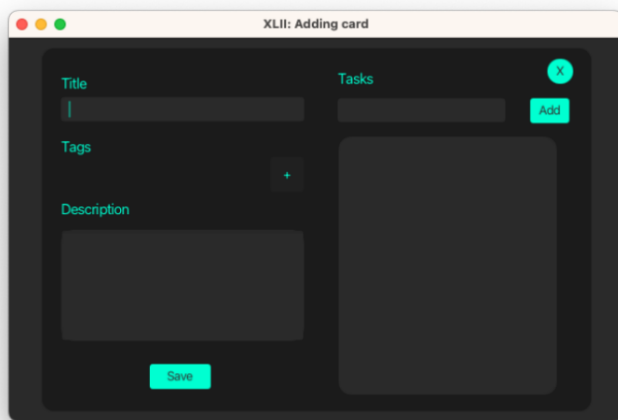 XLII: Adding card
Title
Tasks
X
Add
Tags
+
Description
Save